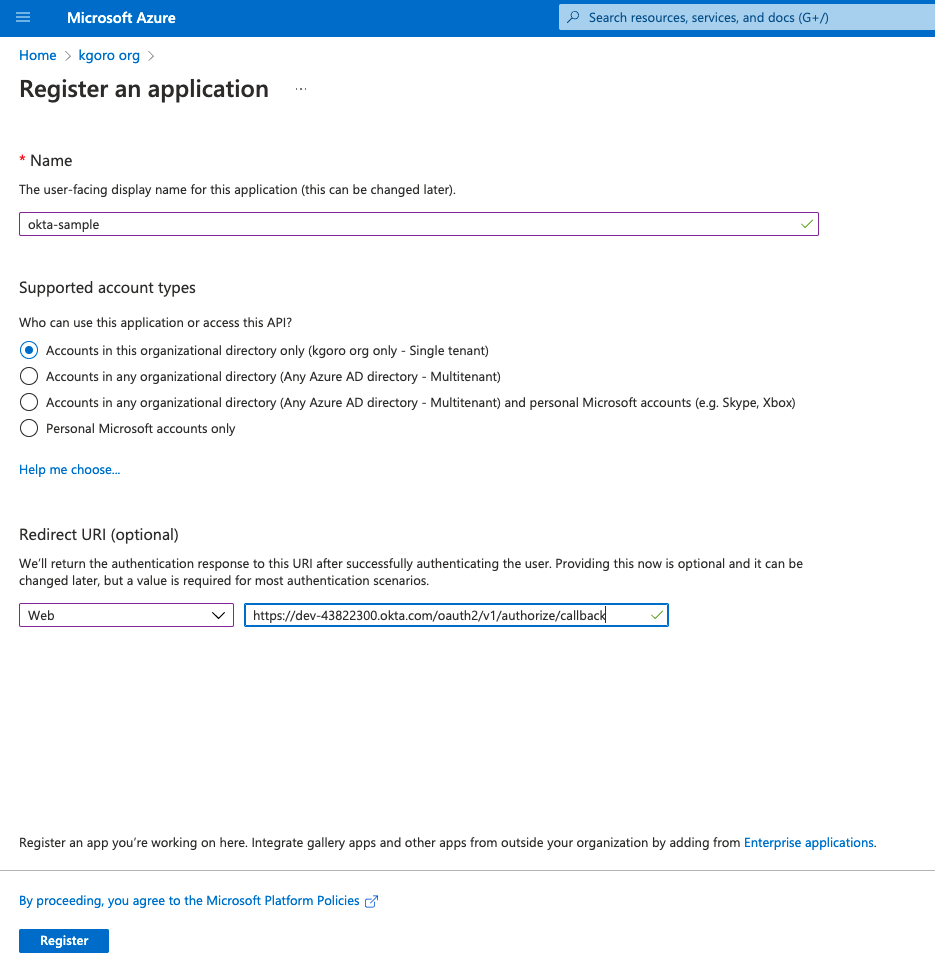 Microsoft Azure
Search resources, services, and docs (G+/)
Home > kgoro org >
Register an application ...
* Name
The user-facing display name for this application (this can be changed later).
okta-sample
Supported account types
Who can use this application or access this API?
Accounts in this organizational directory only (kgoro org only - Single tenant)
Accounts in any organizational directory (Any Azure AD directory - Multitenant)
Accounts in any organizational directory (Any Azure AD directory - Multitenant) and personal Microsoft accounts (e.g. Skype, Xbox)
Personal Microsoft accounts only
Help me choose...
Redirect URI (optional)
We'll return the authentication response to this URI after successfully authenticating the user. Providing this now is optional and it can be
changed later, but a value is required for most authentication scenarios.
Web
https://dev-43822300.okta.com/oauth2/v1/authorize/callback
Register an app you're working on here. Integrate gallery apps and other apps from outside your organization by adding from Enterprise applications.
By proceeding, you agree to the Microsoft Platform Policies
Register